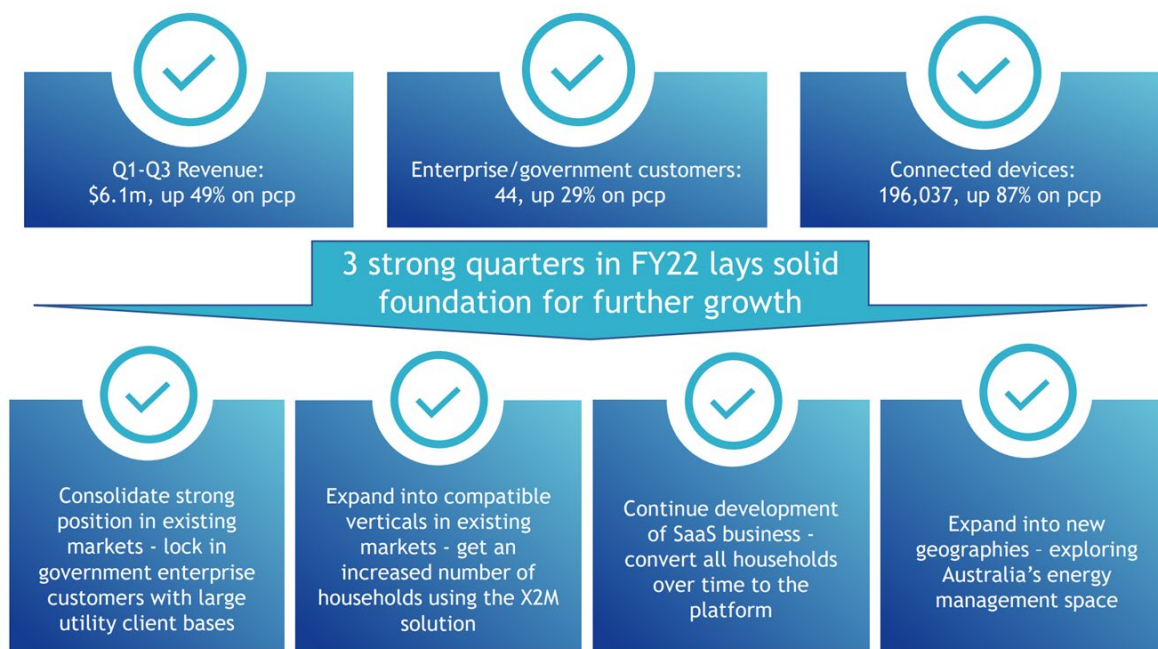 Q1-Q3 Revenue:
$6.1m, up 49% on pcp
Enterprise/government customers:
44, up 29% on pcp
Connected devices:
196,037, up 87% on pcp
3 strong quarters in FY22 lays solid
foundation for further growth
Consolidate strong
position in existing
markets - lock in
government enterprise
customers with large
utility client bases
Expand into compatible
verticals in existing
markets - get an
increased number of
households using the X2M
solution
Continue development
of SaaS business -
convert all households
over time to the
platform
Expand into new
geographies – exploring
Australia's energy
management space